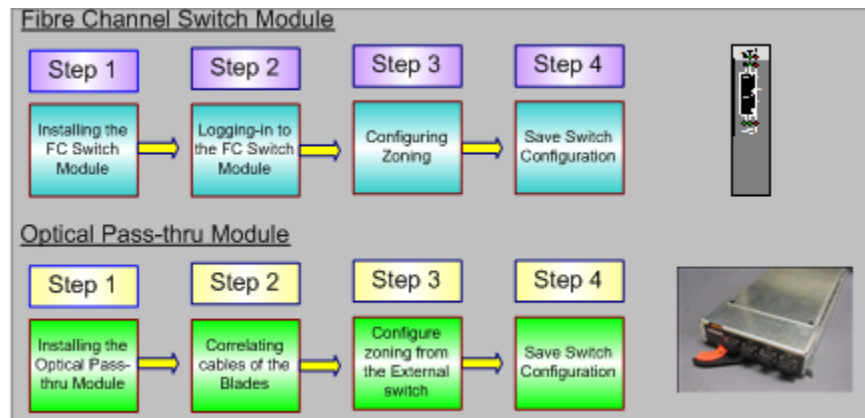 Fibre Channel Switch Module
Step 1
Step 2
Step 3
Step 4
Installing the
FC Switch
Module
Logging-in to
the FC Switch
Module
Configuring
Zoning
Save Switch
Configuration
Optical Pass-thru Module
Step 1
Step 2
Step 3
Step 4
Installing the
Optical Pass-
thru Module
Correlating
cables of the
Blades
Configure
zoning from
the External
switch
Save Switch
Configuration